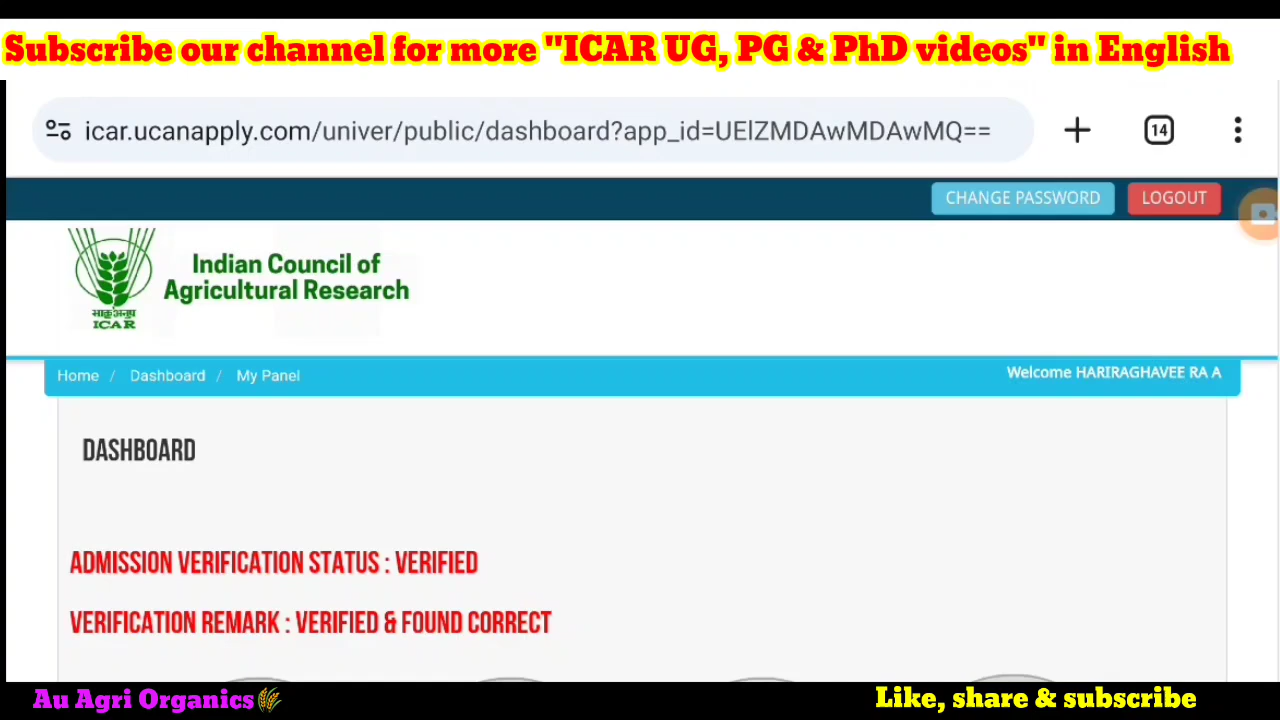 Subscribe our channel for more "ICAR UG, PG & PhD videos" in English
icar.ucanapply.com/univer/public/dashboard?app_id=UElZMDAwMDAwMQ==
14
CHANGE PASSWORD LOGOUT
Indian Council of
Agricultural Research
भाकृअनुप
ICAR
Home / Dashboard / My Panel
Welcome HARIRAGHAVEE RA A
DASHBOARD
ADMISSION VERIFICATION STATUS : VERIFIED
VERIFICATION REMARK : VERIFIED & FOUND CORRECT
Au Agri Organics🌾
Like, share & subscribe